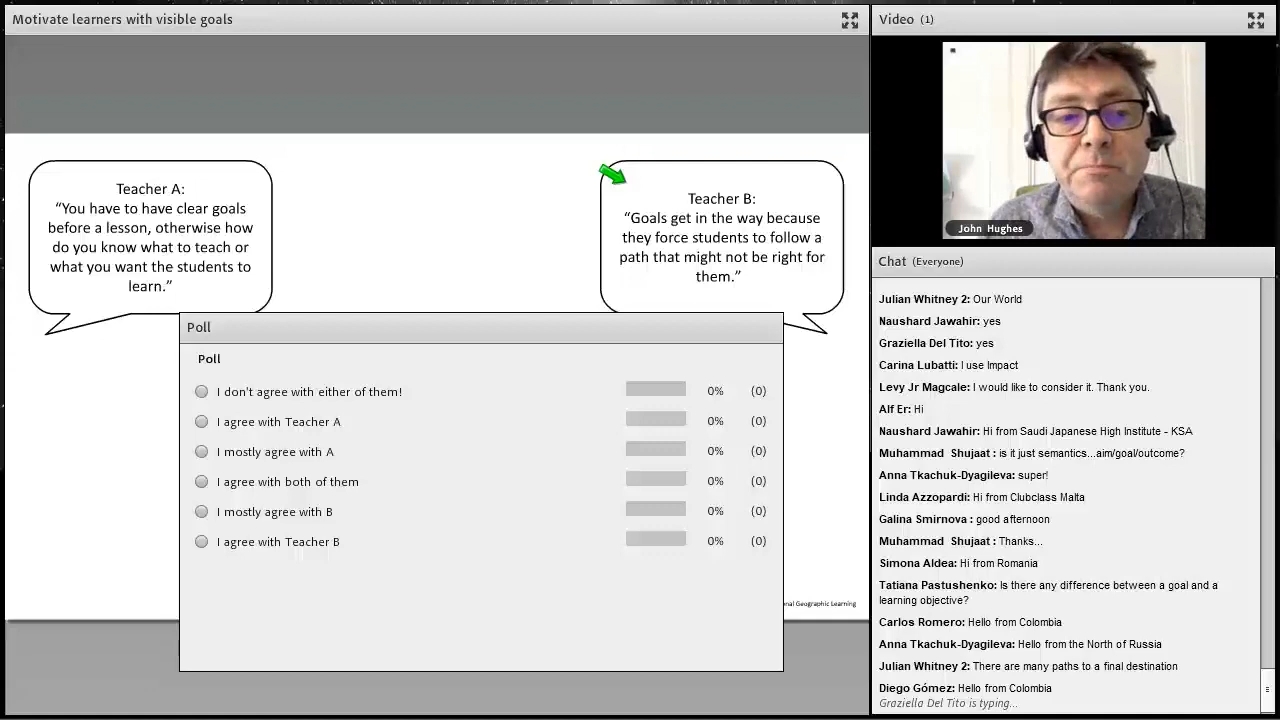 Motivate learners with visible goals
Teacher A:
“You have to have clear goals
before a lesson, otherwise how
do you know what to teach or
what you want the students to
learn.”
Teacher B:
“Goals get in the way because
they force students to follow a
path that might not be right for
them.”
Poll
Poll
I don't agree with either of them! 0% (0)
I agree with Teacher A 0% (0)
I mostly agree with A 0% (0)
I agree with both of them 0% (0)
I mostly agree with B 0% (0)
I agree with Teacher B 0% (0)
Geographic Learning
Video (1)
John Hughes
Chat (Everyone)
Julian Whitney 2: Our World
Naushard Jawahir: yes
Graziella Del Tito: yes
Carina Lubatti: I use Impact
Levy Jr Magcale: I would like to consider it. Thank you.
Alf Er: Hi
Naushard Jawahir: Hi from Saudi Japanese High Institute - KSA
Muhammad Shujaat : is it just semantics...aim/goal/outcome?
Anna Tkachuk-Dyagileva: super!
Linda Azzopardi: Hi from Clubclass Malta
Galina Smirnova : good afternoon
Muhammad Shujaat : Thanks...
Simona Aldea: Hi from Romania
Tatiana Pastushenko: Is there any difference between a goal and a
learning objective?
Carlos Romero: Hello from Colombia
Anna Tkachuk-Dyagileva: Hello from the North of Russia
Julian Whitney 2: There are many paths to a final destination
Diego Gómez: Hello from Colombia
Graziella Del Tito is typing...